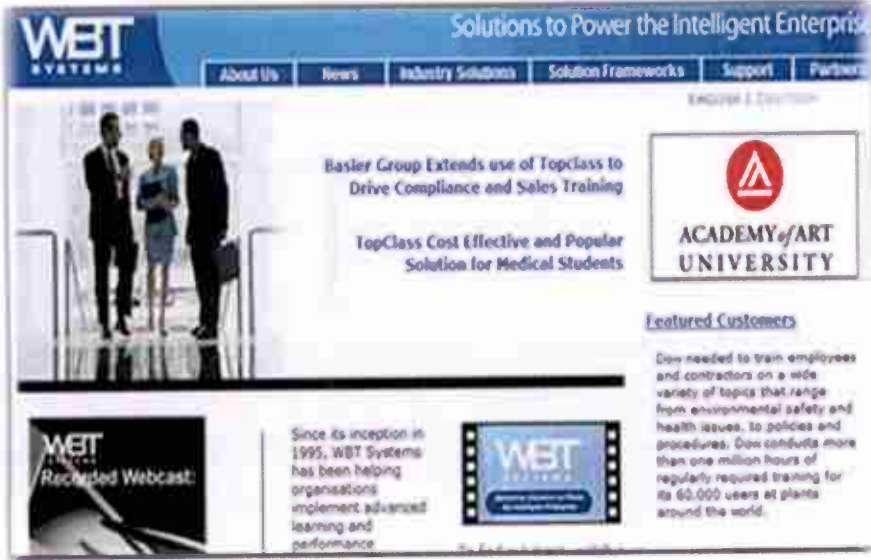 WBT
SYSTEMS
Solutions to Power the Intelligent Enterprise
About Us
News
Industry Solutions
Solution Frameworks
Support
Partners
Basler Group Extends use of Topclass to
Drive Compliance and Sales Training
TopClass Cost Effective and Popular
Solution for Medical Students
ACADEMY of ART
UNIVERSITY
Featured Customers
Dow needed to train employees
and contractors on a wide
variety of topics that range
from environmental safety and
health issues, to policies and
procedures. Dow conducts more
than one million hours of
regularly required training for
its 60,000 users at plants
around the world.
WBT
Recorded Webcast:
Since its inception in
1995, WBT Systems
has been helping
organisations
implement advanced
learning and
performance
WBT
SYSTEMS